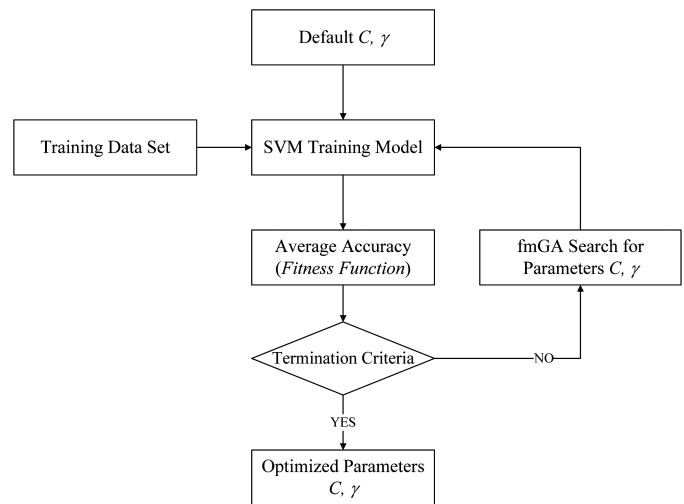 Default C, γ
Training Data Set
SVM Training Model
Average Accuracy
(Fitness Function)
fmGA Search for
Parameters C, γ
Termination Criteria
NO
YES
Optimized Parameters
C, γ